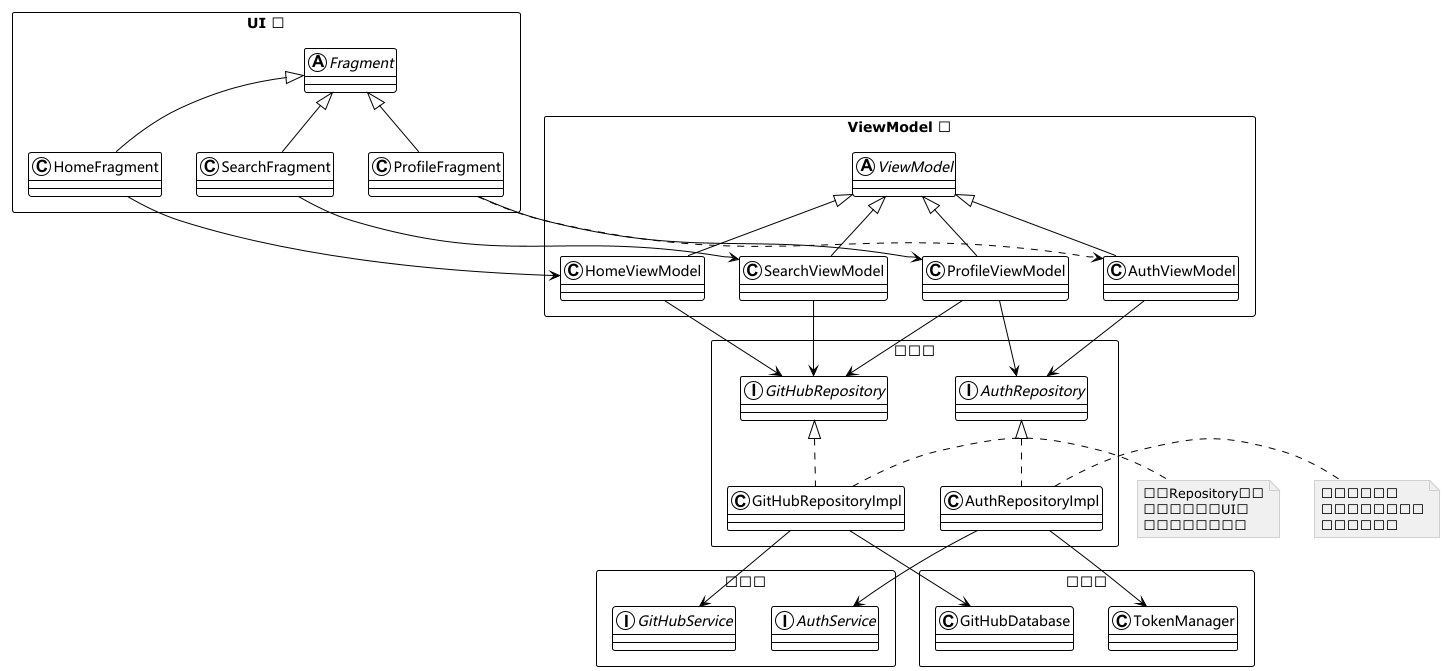 UI □
A Fragment
C HomeFragment
C SearchFragment
C ProfileFragment
ViewModel □
A ViewModel
C HomeViewModel
C SearchViewModel
C ProfileViewModel
C AuthViewModel
□□□
I GitHubRepository
I AuthRepository
C GitHubRepositoryImpl
C AuthRepositoryImpl
□□Repository□□
□□□□□□UI□
□□□□□□□□
□□□□□□
□□□□□□□□
□□□□□□
□□□
I GitHubService
I AuthService
□□□
C GitHubDatabase
C TokenManager